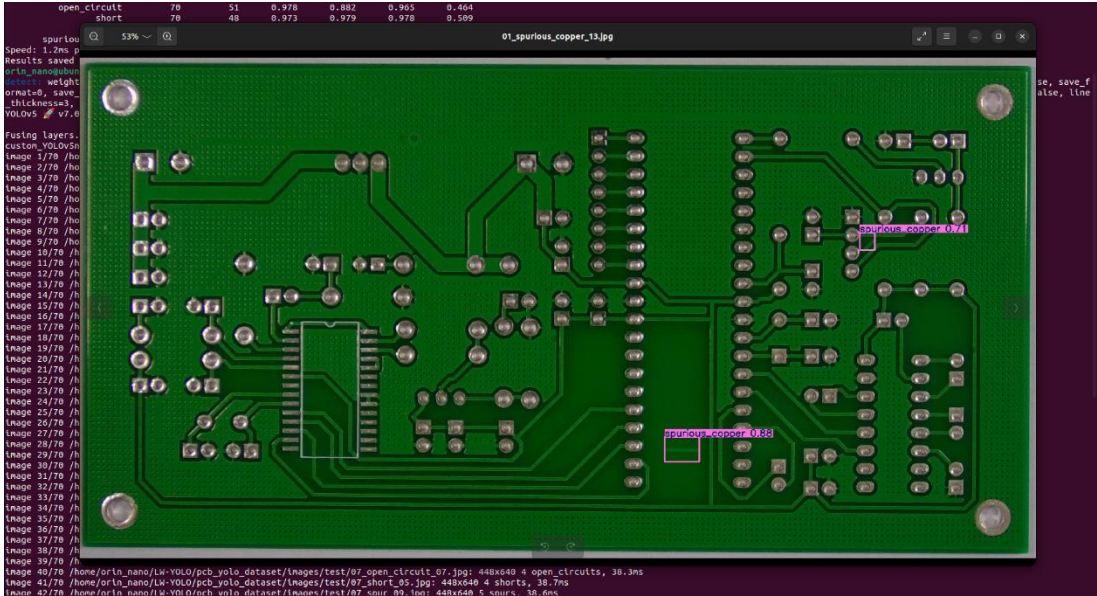 open_circuit 70 51 0.978 0.882 0.965 0.464
short 70 48 0.973 0.979 0.978 0.509
53%
01_spurious_copper_13.jpg
spuriou
Speed: 1.2ms p
Results saved
orin_nano@ubun
detect: weight
se, save_f
ormat=0, save_
alse, line
_thickness=3,
YOLOv5 🚀 v7.0
Fusing layers.
custom_YOLOv5n
image 1/70 /ho
image 2/70 /ho
image 3/70 /ho
image 4/70 /ho
image 5/70 /ho
image 6/70 /ho
image 7/70 /ho
image 8/70 /ho
image 9/70 /ho
image 10/70 /h
image 11/70 /h
image 12/70 /h
image 13/70 /h
image 14/70 /h
image 15/70 /h
image 16/70 /h
image 17/70 /h
image 18/70 /h
image 19/70 /h
image 20/70 /h
image 21/70 /h
image 22/70 /h
image 23/70 /h
image 24/70 /h
image 25/70 /h
image 26/70 /h
image 27/70 /h
image 28/70 /h
image 29/70 /h
image 30/70 /h
image 31/70 /h
image 32/70 /h
image 33/70 /h
image 34/70 /h
image 35/70 /h
image 36/70 /h
image 37/70 /h
image 38/70 /h
image 39/70 /h
spurious_copper 0.71
spurious_copper 0.88
image 40/70 /home/orin_nano/LW-YOLO/pcb_yolo_dataset/images/test/07_open_circuit_07.jpg: 448x640 4 open_circuits, 38.3ms
image 41/70 /home/orin_nano/LW-YOLO/pcb_yolo_dataset/images/test/07_short_05.jpg: 448x640 4 shorts, 38.7ms
image 42/70 /home/orin_nano/LW-YOLO/pcb_yolo_dataset/images/test/07_spur_09.jpg: 448x640 5 spurs, 38.6ms